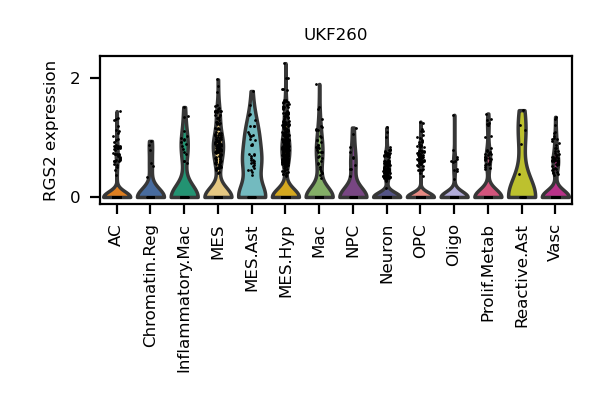 UKF260
RGS2 expression
2
0
AC
Chromatin.Reg
Inflammatory.Mac
MES
MES.Ast
MES.Hyp
Mac
NPC
Neuron
OPC
Oligo
Prolif.Metab
Reactive.Ast
Vasc